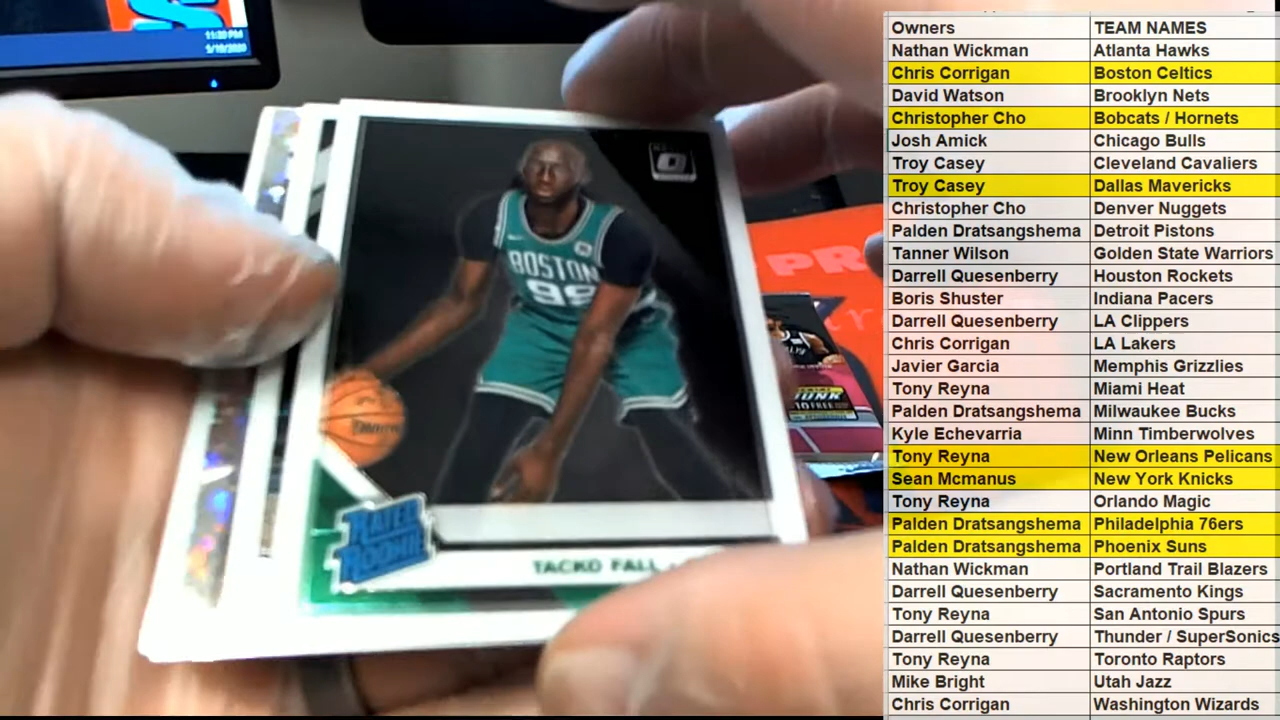 11:20 PM
5/19/2020
BOSTON
99
RATED
ROOKIE
TACKO FALL
PR
Owners TEAM NAMES
Nathan Wickman Atlanta Hawks
Chris Corrigan Boston Celtics
David Watson Brooklyn Nets
Christopher Cho Bobcats / Hornets
Josh Amick Chicago Bulls
Troy Casey Cleveland Cavaliers
Troy Casey Dallas Mavericks
Christopher Cho Denver Nuggets
Palden Dratsangshema Detroit Pistons
Tanner Wilson Golden State Warriors
Darrell Quesenberry Houston Rockets
Boris Shuster Indiana Pacers
Darrell Quesenberry LA Clippers
Chris Corrigan LA Lakers
Javier Garcia Memphis Grizzlies
Tony Reyna Miami Heat
Palden Dratsangshema Milwaukee Bucks
Kyle Echevarria Minn Timberwolves
Tony Reyna New Orleans Pelicans
Sean Mcmanus New York Knicks
Tony Reyna Orlando Magic
Palden Dratsangshema Philadelphia 76ers
Palden Dratsangshema Phoenix Suns
Nathan Wickman Portland Trail Blazers
Darrell Quesenberry Sacramento Kings
Tony Reyna San Antonio Spurs
Darrell Quesenberry Thunder / SuperSonics
Tony Reyna Toronto Raptors
Mike Bright Utah Jazz
Chris Corrigan Washington Wizards